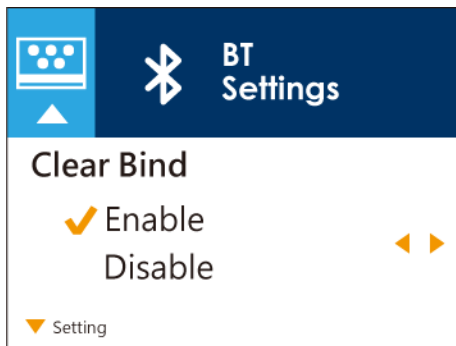 BT
Settings
Clear Bind
Enable
Disable
Setting